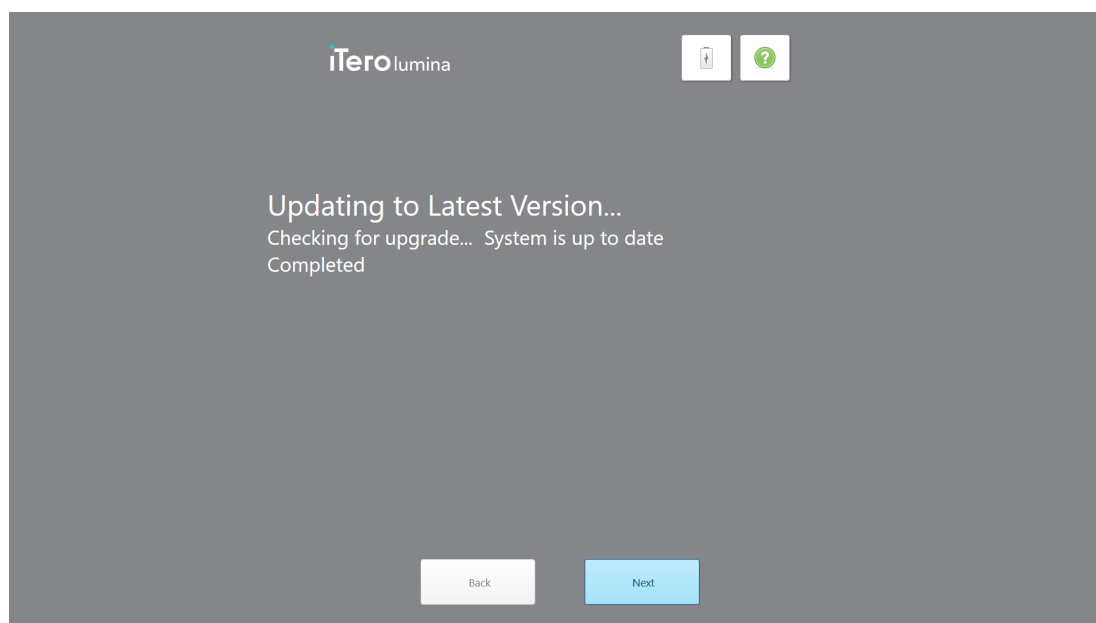 iTero lumina
?
Updating to Latest Version...
Checking for upgrade... System is up to date
Completed
Back
Next